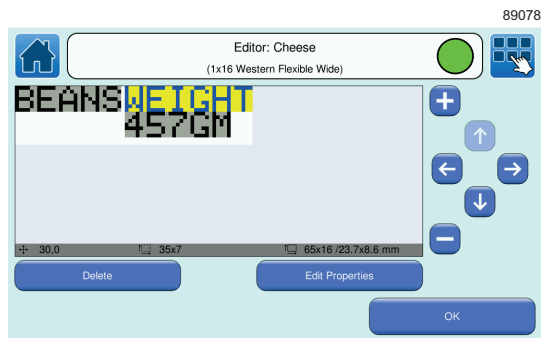 89078
Editor: Cheese
(1x16 Western Flexible Wide)
BEANS WEIGHT
457GM
30,0 35x7 65x16 /23.7x8.6 mm
Delete Edit Properties
OK